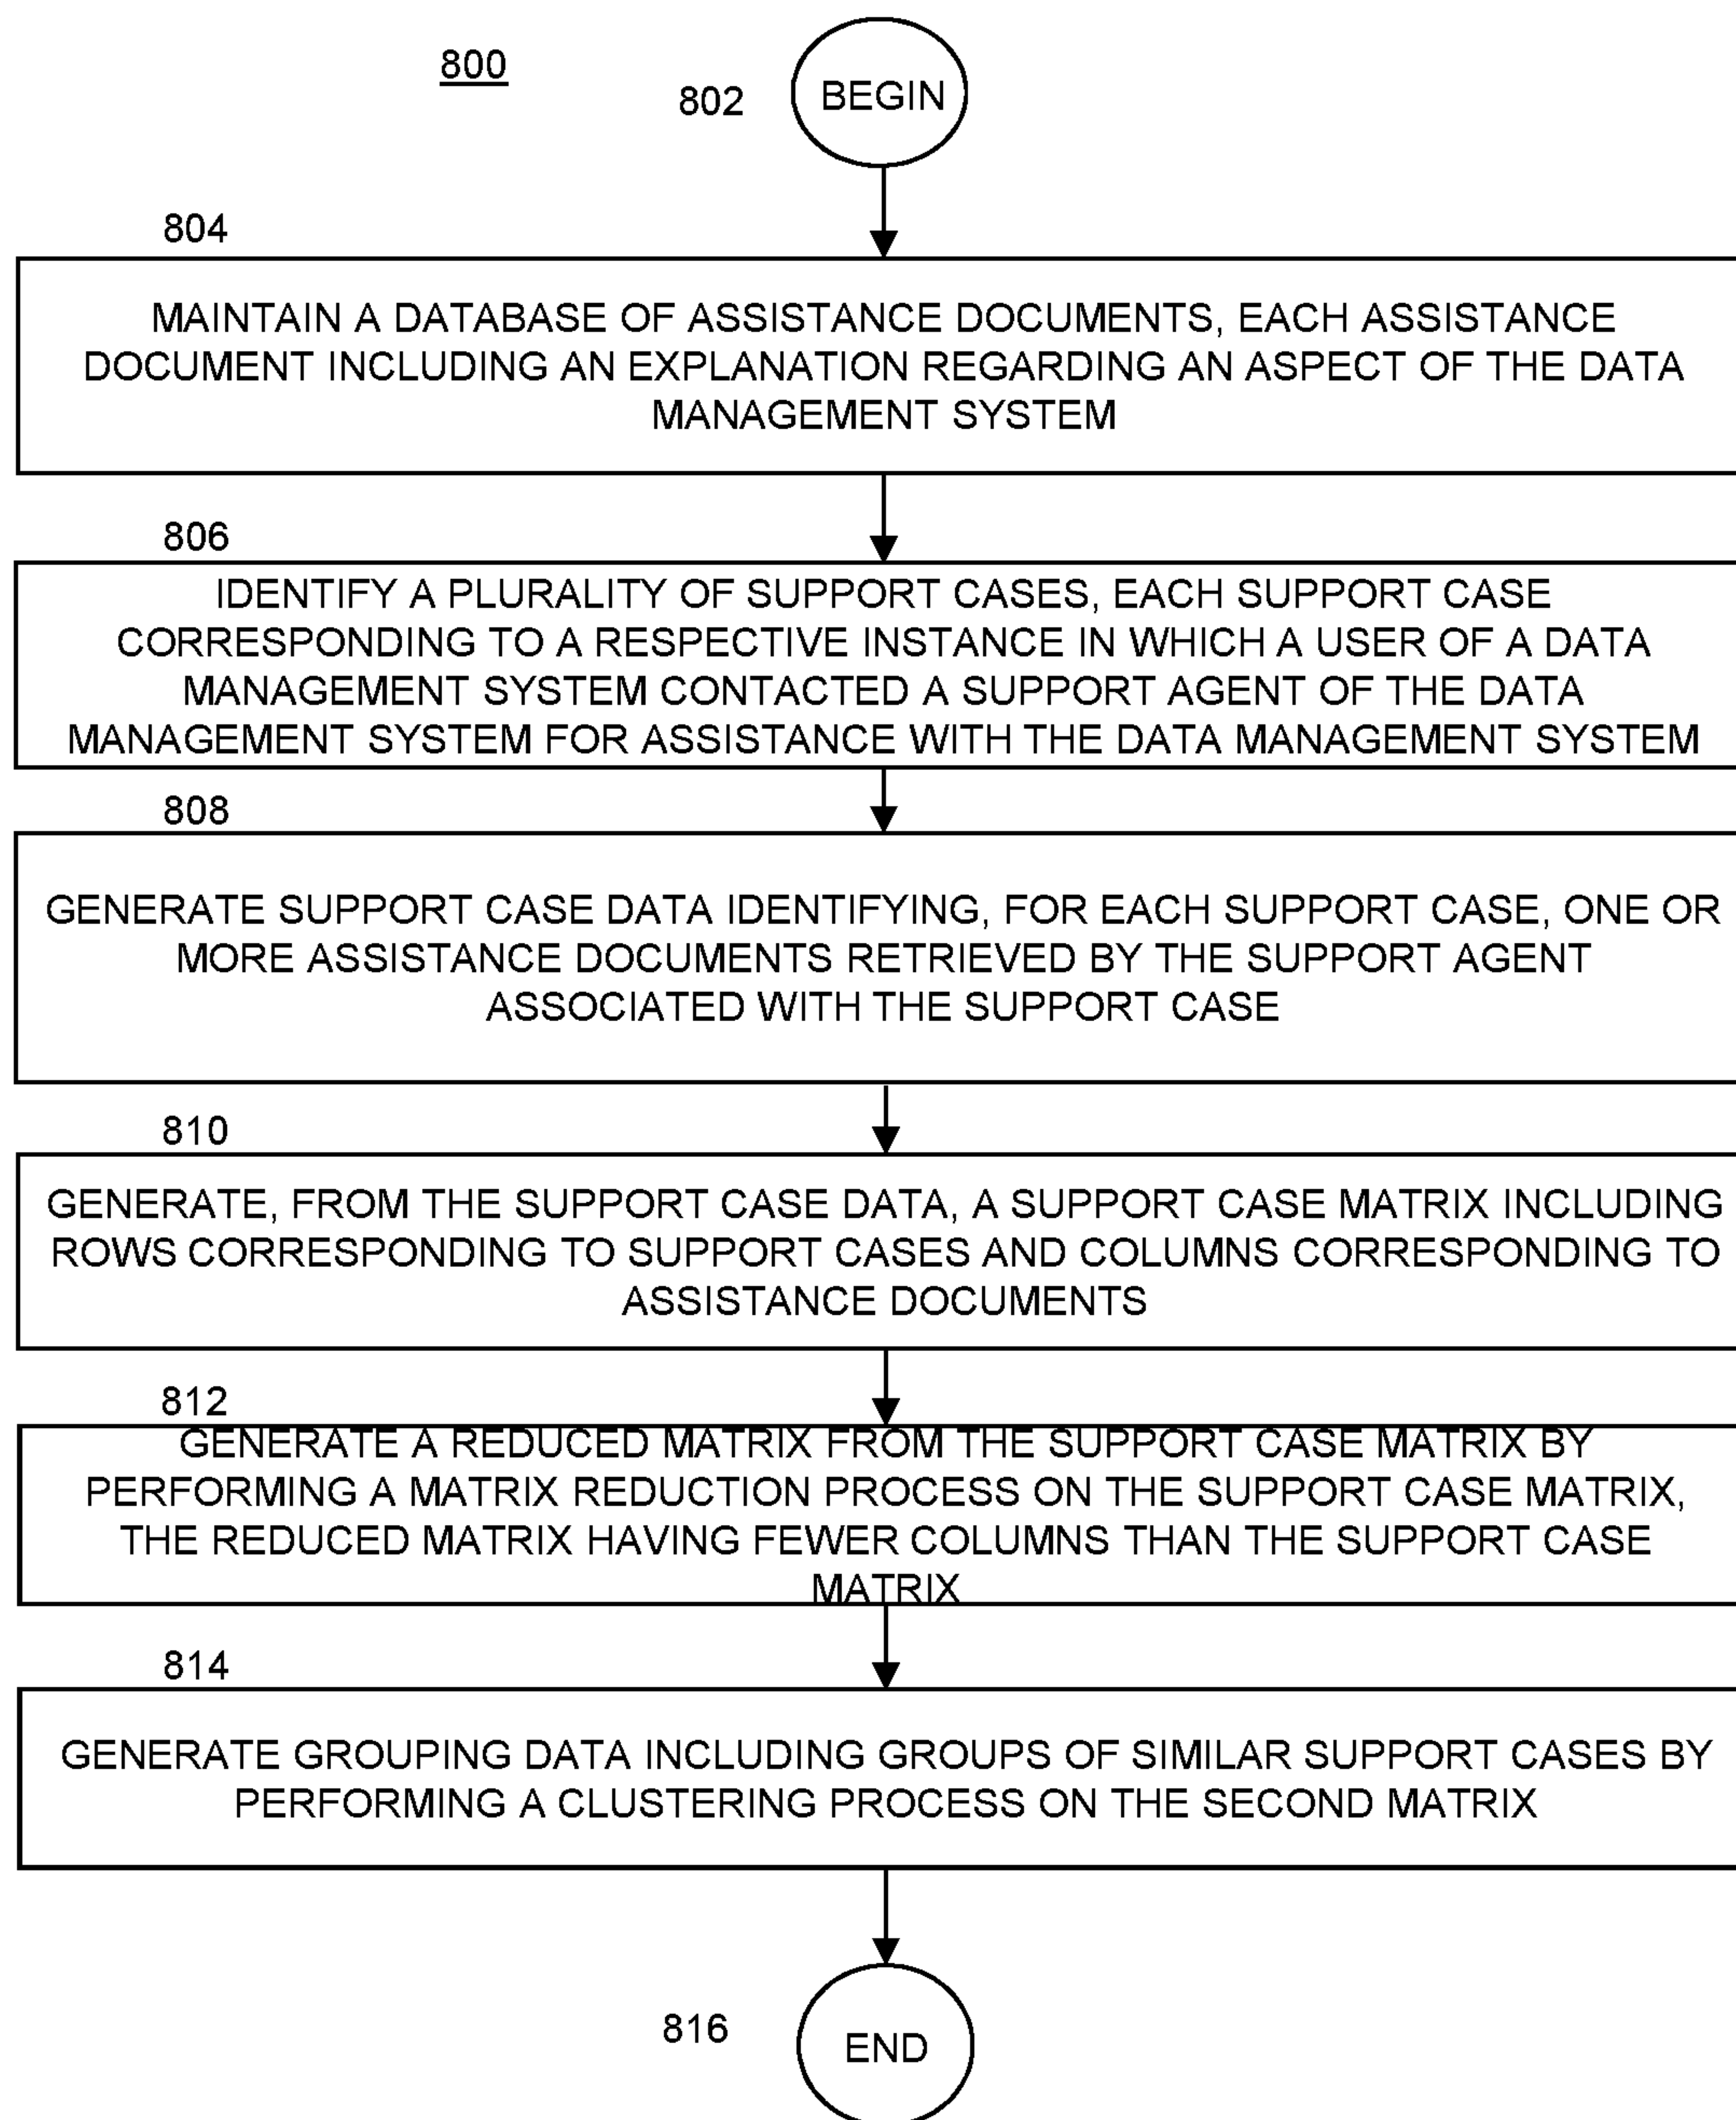 800
802
BEGIN
804
MAINTAIN A DATABASE OF ASSISTANCE DOCUMENTS, EACH ASSISTANCE
DOCUMENT INCLUDING AN EXPLANATION REGARDING AN ASPECT OF THE DATA
MANAGEMENT SYSTEM
806
IDENTIFY A PLURALITY OF SUPPORT CASES, EACH SUPPORT CASE
CORRESPONDING TO A RESPECTIVE INSTANCE IN WHICH A USER OF A DATA
MANAGEMENT SYSTEM CONTACTED A SUPPORT AGENT OF THE DATA
MANAGEMENT SYSTEM FOR ASSISTANCE WITH THE DATA MANAGEMENT SYSTEM
808
GENERATE SUPPORT CASE DATA IDENTIFYING, FOR EACH SUPPORT CASE, ONE OR
MORE ASSISTANCE DOCUMENTS RETRIEVED BY THE SUPPORT AGENT
ASSOCIATED WITH THE SUPPORT CASE
810
GENERATE, FROM THE SUPPORT CASE DATA, A SUPPORT CASE MATRIX INCLUDING
ROWS CORRESPONDING TO SUPPORT CASES AND COLUMNS CORRESPONDING TO
ASSISTANCE DOCUMENTS
812
GENERATE A REDUCED MATRIX FROM THE SUPPORT CASE MATRIX BY
PERFORMING A MATRIX REDUCTION PROCESS ON THE SUPPORT CASE MATRIX,
THE REDUCED MATRIX HAVING FEWER COLUMNS THAN THE SUPPORT CASE
MATRIX
814
GENERATE GROUPING DATA INCLUDING GROUPS OF SIMILAR SUPPORT CASES BY
PERFORMING A CLUSTERING PROCESS ON THE SECOND MATRIX
816
END